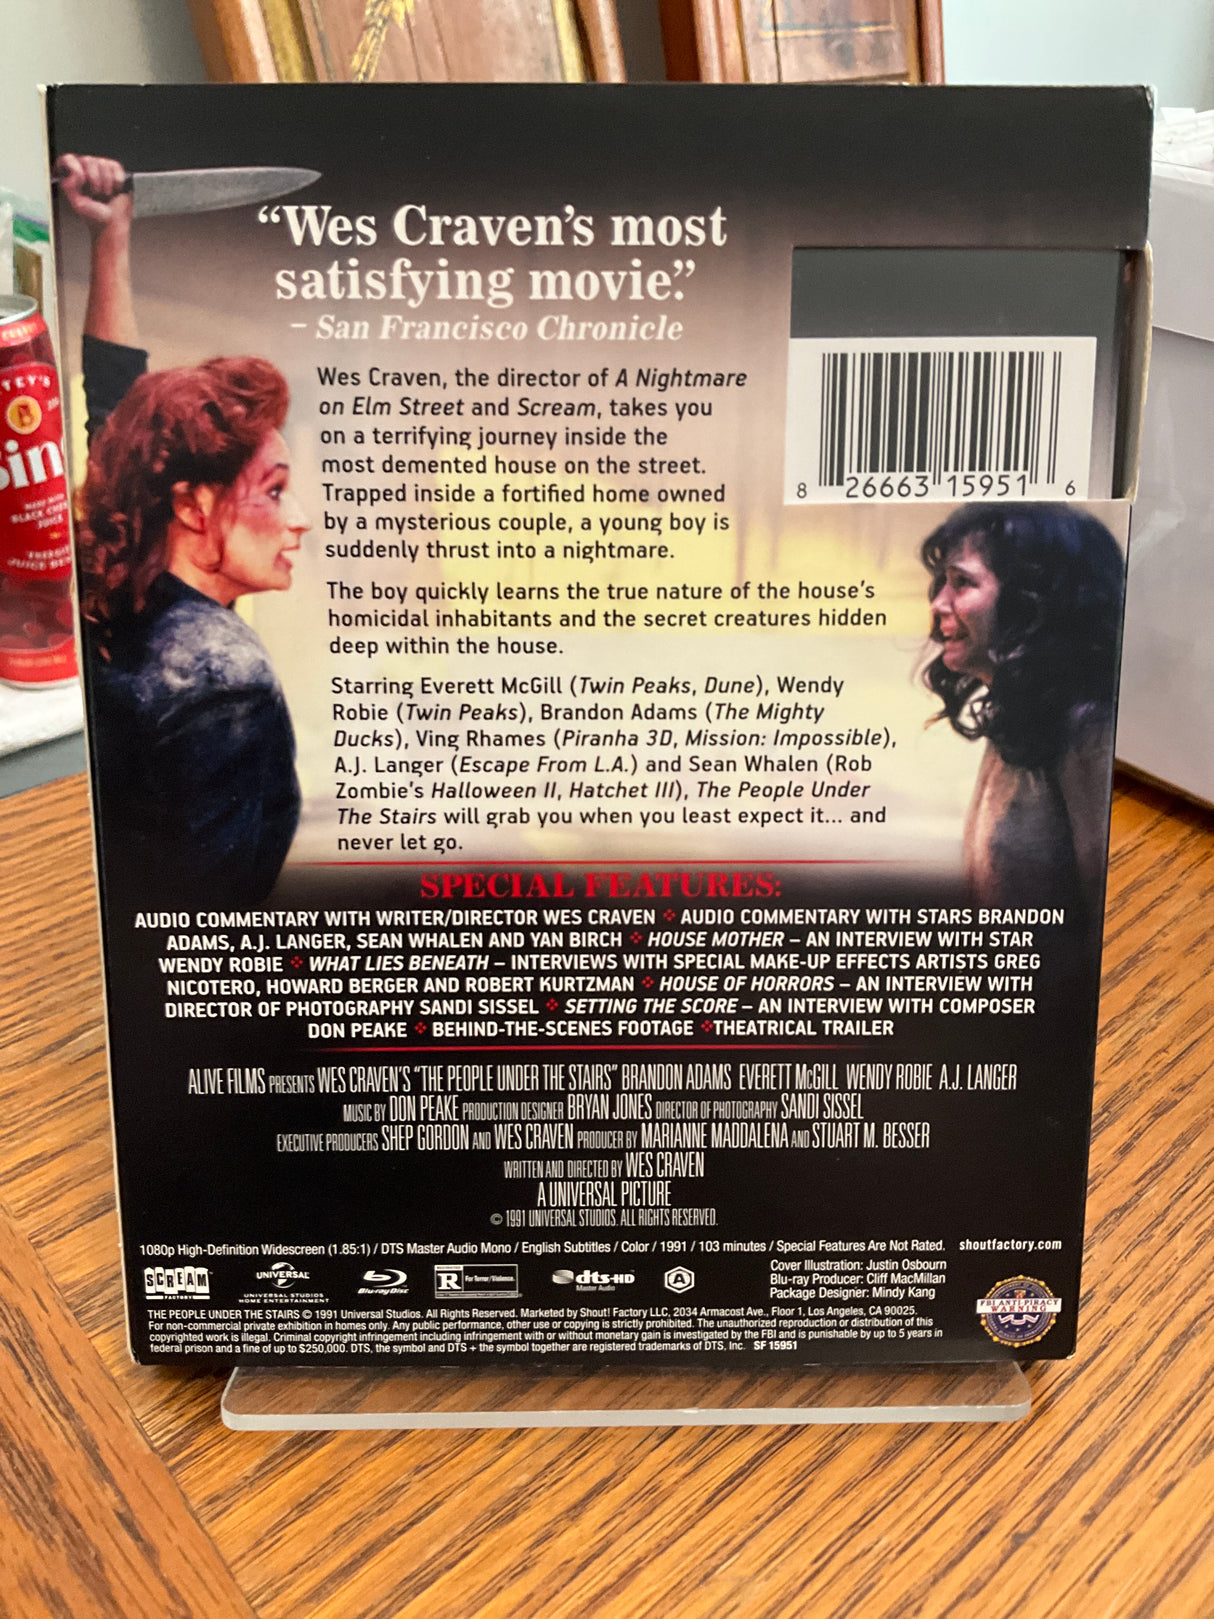 “Wes Craven’s most
satisfying movie.”
– San Francisco Chronicle
Wes Craven, the director of A Nightmare
on Elm Street and Scream, takes you
on a terrifying journey inside the
most demented house on the street.
Trapped inside a fortified home owned
by a mysterious couple, a young boy is
suddenly thrust into a nightmare.
The boy quickly learns the true nature of the house’s
homicidal inhabitants and the secret creatures hidden
deep within the house.
Starring Everett McGill (Twin Peaks, Dune), Wendy
Robie (Twin Peaks), Brandon Adams (The Mighty
Ducks), Ving Rhames (Piranha 3D, Mission: Impossible),
A.J. Langer (Escape From L.A.) and Sean Whalen (Rob
Zombie’s Halloween II, Hatchet III), The People Under
The Stairs will grab you when you least expect it... and
never let go.
8 26663 15951 6
SPECIAL FEATURES:
AUDIO COMMENTARY WITH WRITER/DIRECTOR WES CRAVEN ❖ AUDIO COMMENTARY WITH STARS BRANDON
ADAMS, A.J. LANGER, SEAN WHALEN AND YAN BIRCH ❖ HOUSE MOTHER – AN INTERVIEW WITH STAR
WENDY ROBIE ❖ WHAT LIES BENEATH – INTERVIEWS WITH SPECIAL MAKE-UP EFFECTS ARTISTS GREG
NICOTERO, HOWARD BERGER AND ROBERT KURTZMAN ❖ HOUSE OF HORRORS – AN INTERVIEW WITH
DIRECTOR OF PHOTOGRAPHY SANDI SISSEL ❖ SETTING THE SCORE – AN INTERVIEW WITH COMPOSER
DON PEAKE ❖ BEHIND-THE-SCENES FOOTAGE ❖THEATRICAL TRAILER
ALIVE FILMS PRESENTS WES CRAVEN’S “THE PEOPLE UNDER THE STAIRS” BRANDON ADAMS EVERETT McGILL WENDY ROBIE A.J. LANGER
MUSIC BY DON PEAKE PRODUCTION DESIGNER BRYAN JONES DIRECTOR OF PHOTOGRAPHY SANDI SISSEL
EXECUTIVE PRODUCERS SHEP GORDON AND WES CRAVEN PRODUCER BY MARIANNE MADDALENA AND STUART M. BESSER
WRITTEN AND DIRECTED BY WES CRAVEN
A UNIVERSAL PICTURE
© 1991 UNIVERSAL STUDIOS. ALL RIGHTS RESERVED.
1080p High-Definition Widescreen (1.85:1) / DTS Master Audio Mono / English Subtitles / Color / 1991 / 103 minutes / Special Features Are Not Rated. shoutfactory.com
SCREAM FACTORY
UNIVERSAL
UNIVERSAL STUDIOS
HOME ENTERTAINMENT
Blu-ray Disc
R For Terror/Violence.
dts-HD
Master Audio
A
Cover Illustration: Justin Osbourn
Blu-ray Producer: Cliff MacMillan
Package Designer: Mindy Kang
FBI ANTI-PIRACY
WARNING
THE PEOPLE UNDER THE STAIRS © 1991 Universal Studios. All Rights Reserved. Marketed by Shout! Factory LLC, 2034 Armacost Ave., Floor 1, Los Angeles, CA 90025.
For non-commercial private exhibition in homes only. Any public performance, other use or copying is strictly prohibited. The unauthorized reproduction or distribution of this
copyrighted work is illegal. Criminal copyright infringement including infringement with or without monetary gain is investigated by the FBI and is punishable by up to 5 years in
federal prison and a fine of up to $250,000. DTS, the symbol and DTS + the symbol together are registered trademarks of DTS, Inc. SF 15951